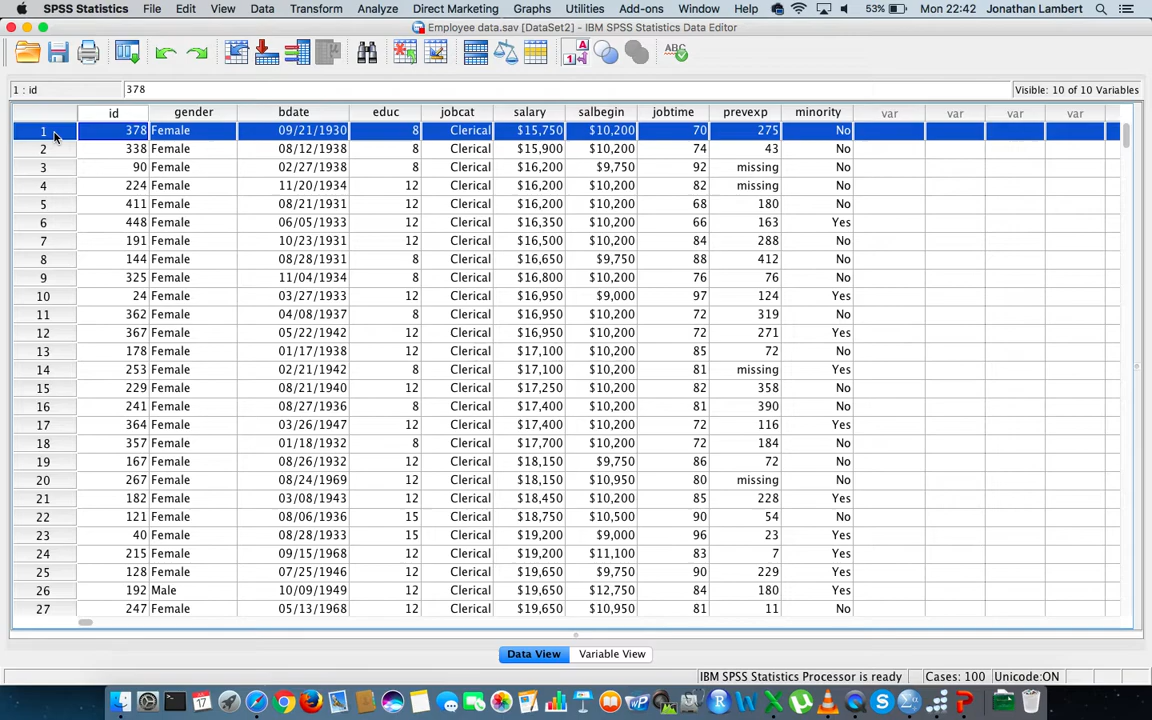 SPSS Statistics File Edit View Data Transform Analyze Direct Marketing Graphs Utilities Add-ons Window Help 53% Mon 22:42 Jonathan Lambert
Employee data.sav [DataSet2] - IBM SPSS Statistics Data Editor
1 : id 378 Visible: 10 of 10 Variables
id gender bdate educ jobcat salary salbegin jobtime prevexp minority var var var var
1 378 Female 09/21/1930 8 Clerical $15,750 $10,200 70 275 No
2 338 Female 08/12/1938 8 Clerical $15,900 $10,200 74 43 No
3 90 Female 02/27/1938 8 Clerical $16,200 $9,750 92 missing No
4 224 Female 11/20/1934 12 Clerical $16,200 $10,200 82 missing No
5 411 Female 08/21/1931 12 Clerical $16,200 $10,200 68 180 No
6 448 Female 06/05/1933 12 Clerical $16,350 $10,200 66 163 Yes
7 191 Female 10/23/1931 12 Clerical $16,500 $10,200 84 288 No
8 144 Female 08/28/1931 12 Clerical $16,650 $9,750 88 412 No
9 325 Female 11/04/1934 12 Clerical $16,800 $10,200 76 76 No
10 24 Female 03/27/1933 12 Clerical $16,950 $9,000 97 124 Yes
11 362 Female 04/08/1937 8 Clerical $16,950 $10,200 72 319 No
12 367 Female 05/22/1942 12 Clerical $16,950 $10,200 72 271 Yes
13 178 Female 01/17/1938 12 Clerical $17,100 $10,200 85 72 No
14 253 Female 02/21/1942 8 Clerical $17,100 $10,200 81 missing Yes
15 229 Female 08/21/1940 12 Clerical $17,250 $10,200 82 358 No
16 241 Female 08/27/1936 8 Clerical $17,400 $10,200 81 390 No
17 364 Female 03/26/1947 12 Clerical $17,400 $10,200 72 116 Yes
18 357 Female 01/18/1932 8 Clerical $17,700 $10,200 72 184 No
19 167 Female 08/26/1932 12 Clerical $18,150 $9,750 86 72 No
20 267 Female 08/24/1969 12 Clerical $18,150 $10,950 80 missing No
21 182 Female 03/08/1943 12 Clerical $18,450 $10,200 85 228 Yes
22 121 Female 08/06/1936 15 Clerical $18,750 $10,500 90 54 No
23 40 Female 08/28/1933 15 Clerical $19,200 $9,000 96 23 Yes
24 215 Female 09/15/1968 12 Clerical $19,200 $11,100 83 7 Yes
25 128 Female 07/25/1946 12 Clerical $19,650 $9,750 90 229 Yes
26 192 Male 10/09/1949 12 Clerical $19,650 $12,750 84 180 Yes
27 247 Female 05/13/1968 12 Clerical $19,650 $10,950 81 11 No
Data View Variable View
IBM SPSS Statistics Processor is ready Cases: 100 Unicode:ON